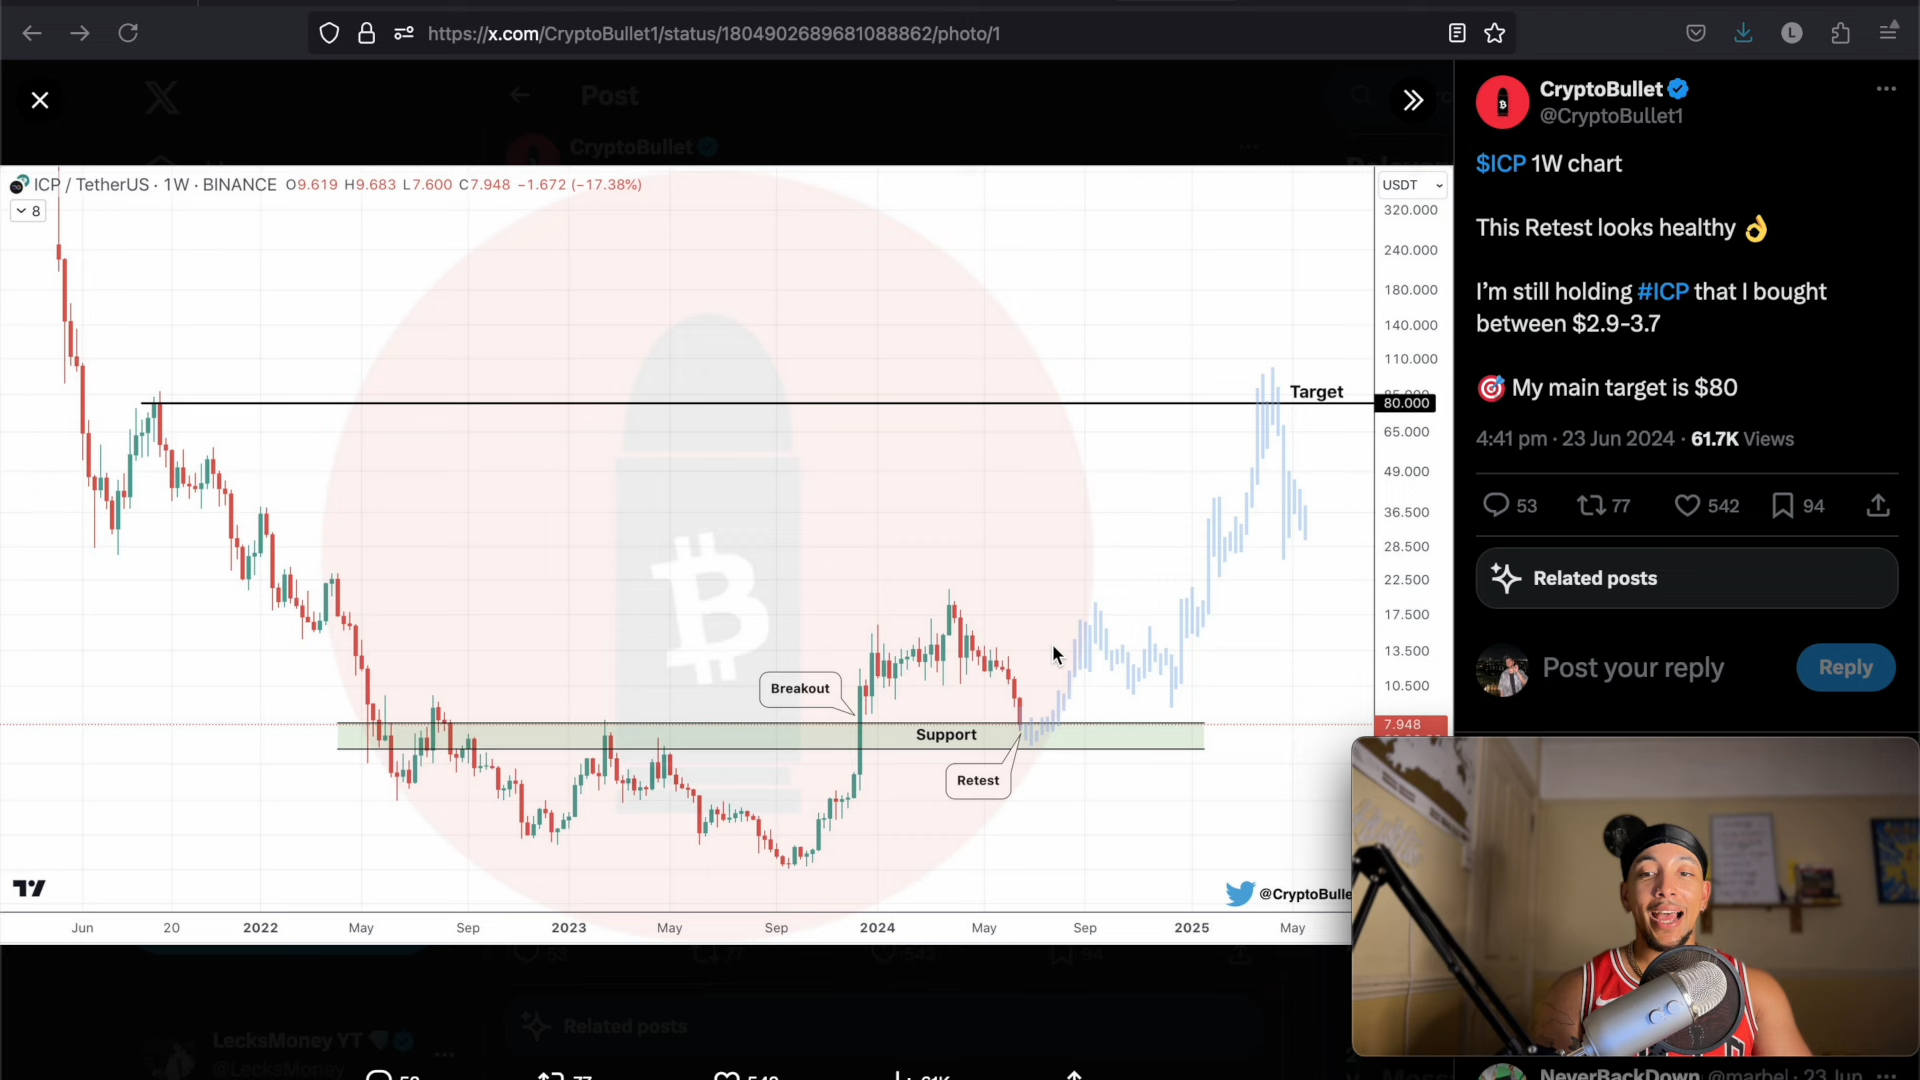 https://x.com/CryptoBullet1/status/1804902689681088862/photo/1
L
Post
CryptoBullet
CryptoBullet
@CryptoBullet1
$ICP 1W chart
This Retest looks healthy 👌
I'm still holding #ICP that I bought
between $2.9-3.7
🎯 My main target is $80
4:41 pm · 23 Jun 2024 · 61.7K Views
53
77
542
94
Related posts
Post your reply
Reply
ICP / TetherUS · 1W · BINANCE O9.619 H9.683 L7.600 C7.948 −1.672 (−17.38%)
8
USDT
320.000
240.000
180.000
140.000
110.000
Target
80.000
65.000
49.000
36.500
28.500
22.500
17.500
13.500
10.500
7.948
Breakout
Support
Retest
@CryptoBulle
Jun
20
2022
May
Sep
2023
May
Sep
2024
May
Sep
2025
May
Related posts
LecksMoney YT
@LecksMoney
NeverBackDown @marbel · 23 Jun